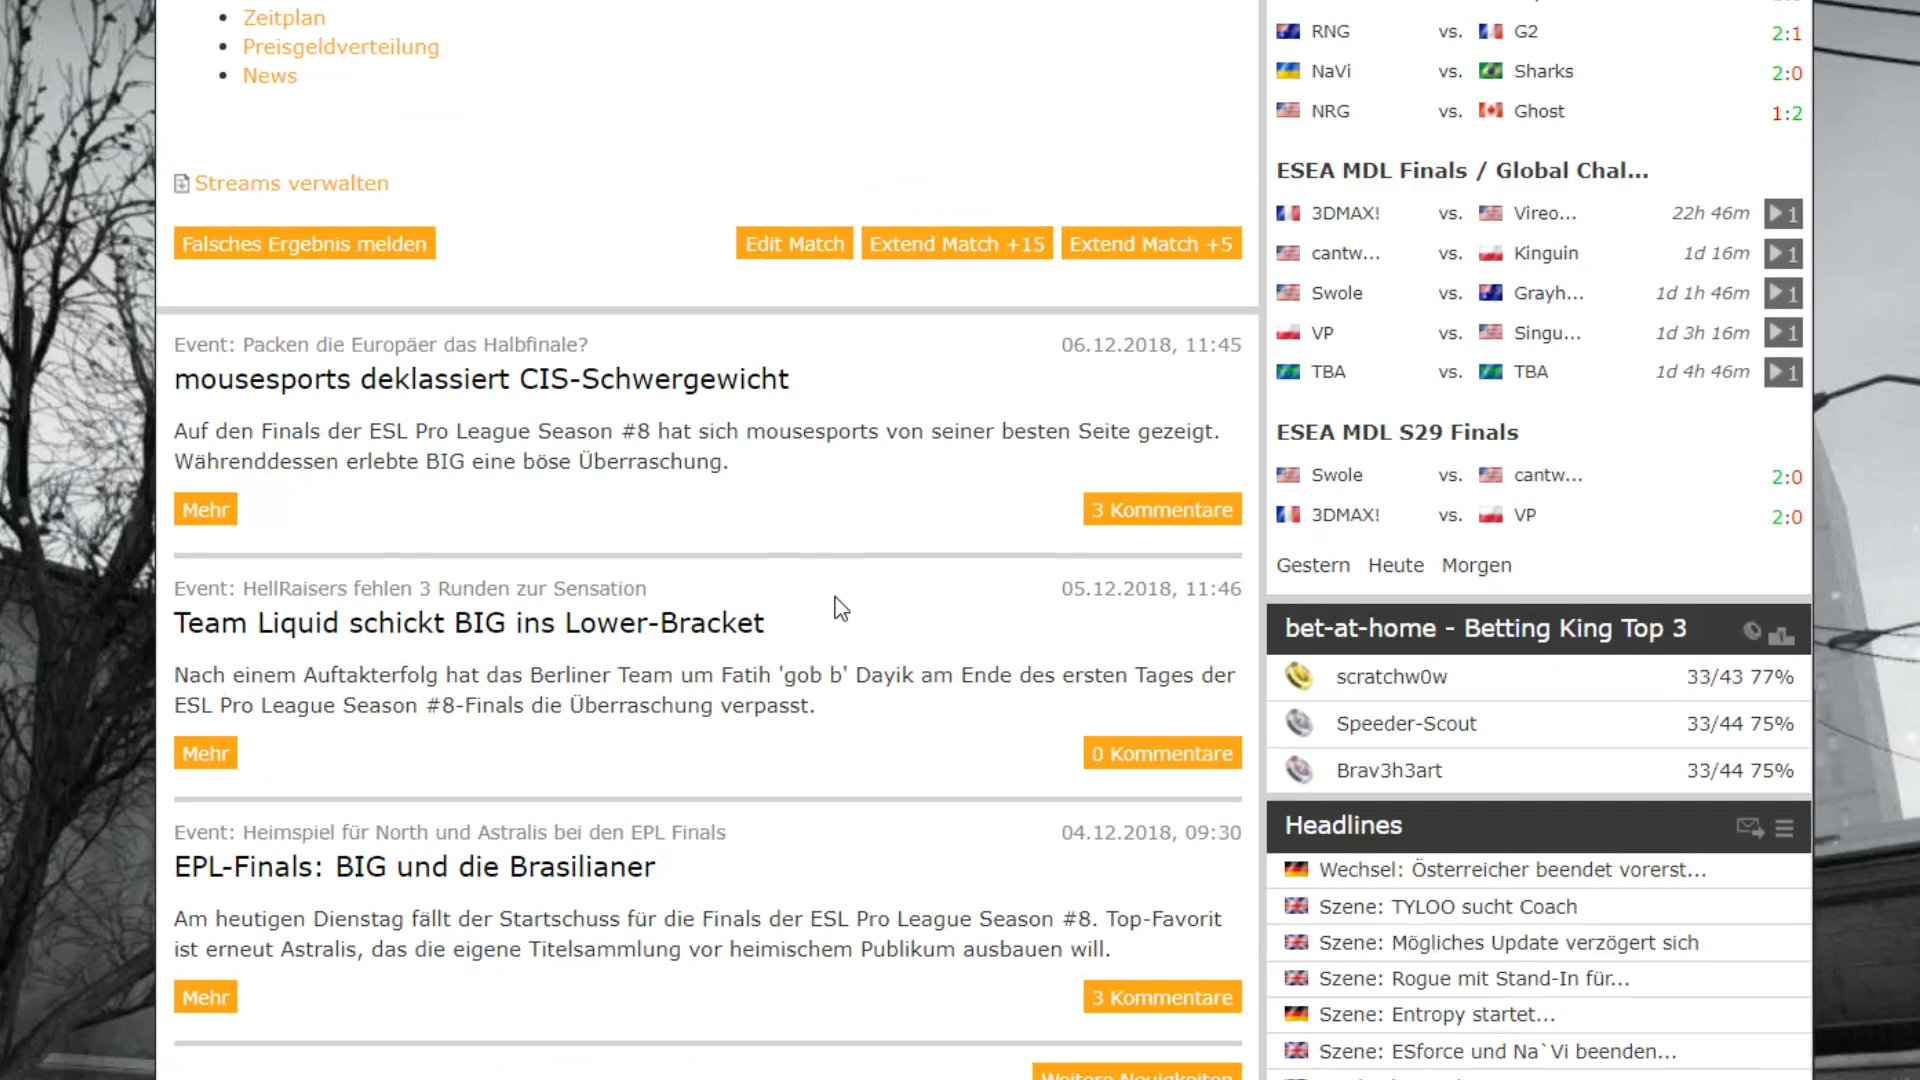 Zeitplan
Preisgeldverteilung
News
Streams verwalten
Falsches Ergebnis melden
Edit Match
Extend Match +15
Extend Match +5
Event: Packen die Europäer das Halbfinale?
06.12.2018, 11:45
mousesports deklassiert CIS-Schwergewicht
Auf den Finals der ESL Pro League Season #8 hat sich mousesports von seiner besten Seite gezeigt.
Währenddessen erlebte BIG eine böse Überraschung.
Mehr
3 Kommentare
Event: HellRaisers fehlen 3 Runden zur Sensation
05.12.2018, 11:46
Team Liquid schickt BIG ins Lower-Bracket
Nach einem Auftakterfolg hat das Berliner Team um Fatih 'gob b' Dayik am Ende des ersten Tages der
ESL Pro League Season #8-Finals die Überraschung verpasst.
Mehr
0 Kommentare
Event: Heimspiel für North und Astralis bei den EPL Finals
04.12.2018, 09:30
EPL-Finals: BIG und die Brasilianer
Am heutigen Dienstag fällt der Startschuss für die Finals der ESL Pro League Season #8. Top-Favorit
ist erneut Astralis, das die eigene Titelsammlung vor heimischem Publikum ausbauen will.
Mehr
3 Kommentare
Weitere Neuigkeiten
RNG vs. G2 2:1
NaVi vs. Sharks 2:0
NRG vs. Ghost 1:2
ESEA MDL Finals / Global Chal...
3DMAX! vs. Vireo... 22h 46m 1
cantw... vs. Kinguin 1d 16m 1
Swole vs. Grayh... 1d 1h 46m 1
VP vs. Singu... 1d 3h 16m 1
TBA vs. TBA 1d 4h 46m 1
ESEA MDL S29 Finals
Swole vs. cantw... 2:0
3DMAX! vs. VP 2:0
Gestern Heute Morgen
bet-at-home - Betting King Top 3
scratchw0w 33/43 77%
Speeder-Scout 33/44 75%
Brav3h3art 33/44 75%
Headlines
Wechsel: Österreicher beendet vorerst...
Szene: TYLOO sucht Coach
Szene: Mögliches Update verzögert sich
Szene: Rogue mit Stand-In für...
Szene: Entropy startet...
Szene: ESforce und Na`Vi beenden...